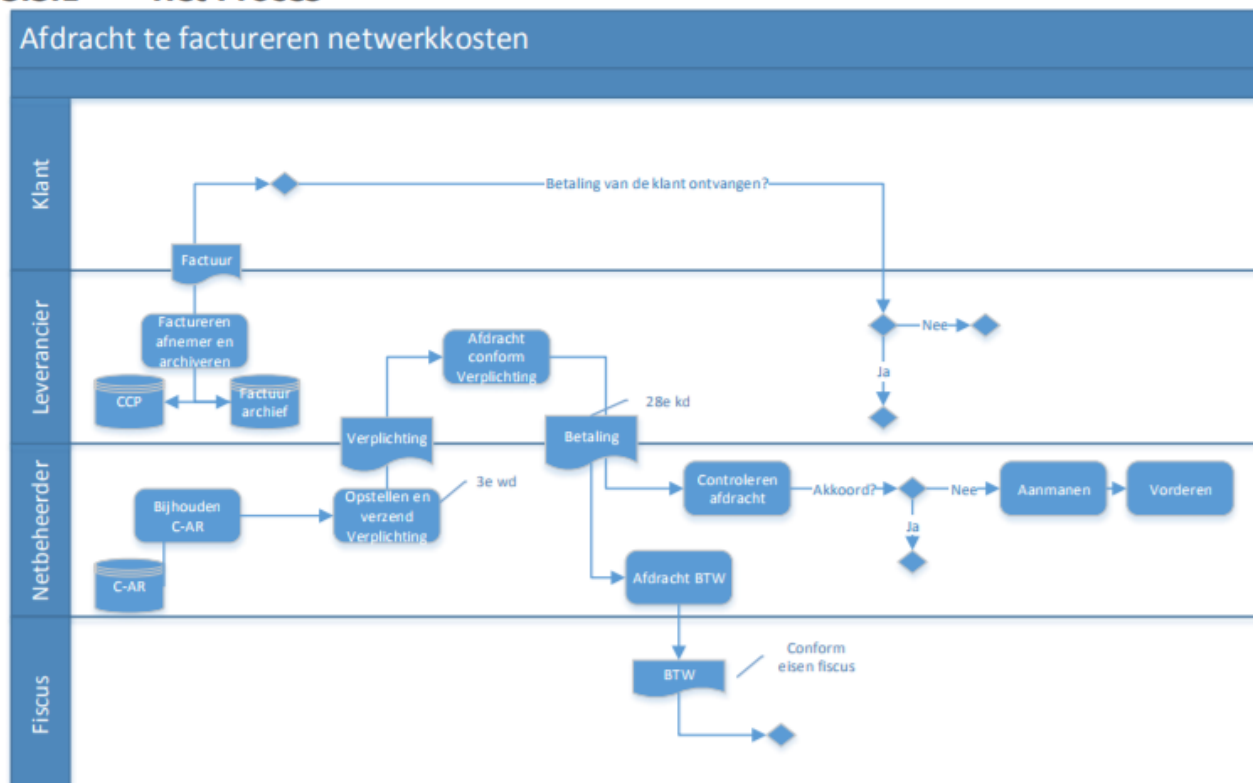 Afdracht te factureren netwerkkosten
Klant
Betaling van de klant ontvangen?
Factuur
Leverancier
Factureren
afnemer en
archiveren
CCP
Factuur
archief
Afdracht
conform
Verplichting
Nee
Ja
28e kd
Verplichting
Betaling
Netbeheerder
Bijhouden
C-AR
C-AR
Opstellen en
verzend
Verplichting
3e wd
Controleren
afdracht
Akkoord?
Nee
Ja
Aanmanen
Vorderen
Afdracht BTW
Fiscus
BTW
Conform
eisen fiscus